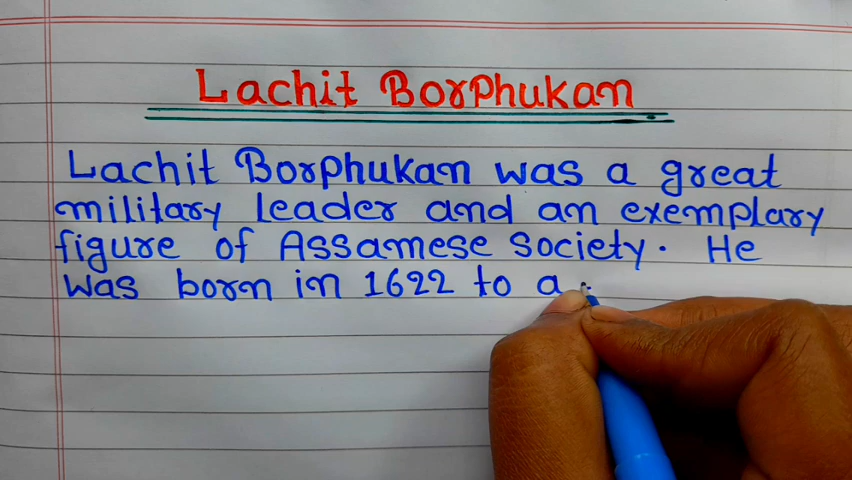 Lachit Borphukan
Lachit Borphukan was a great
military leader and an exemplary
figure of Assamese society. He
was born in 1622 to a